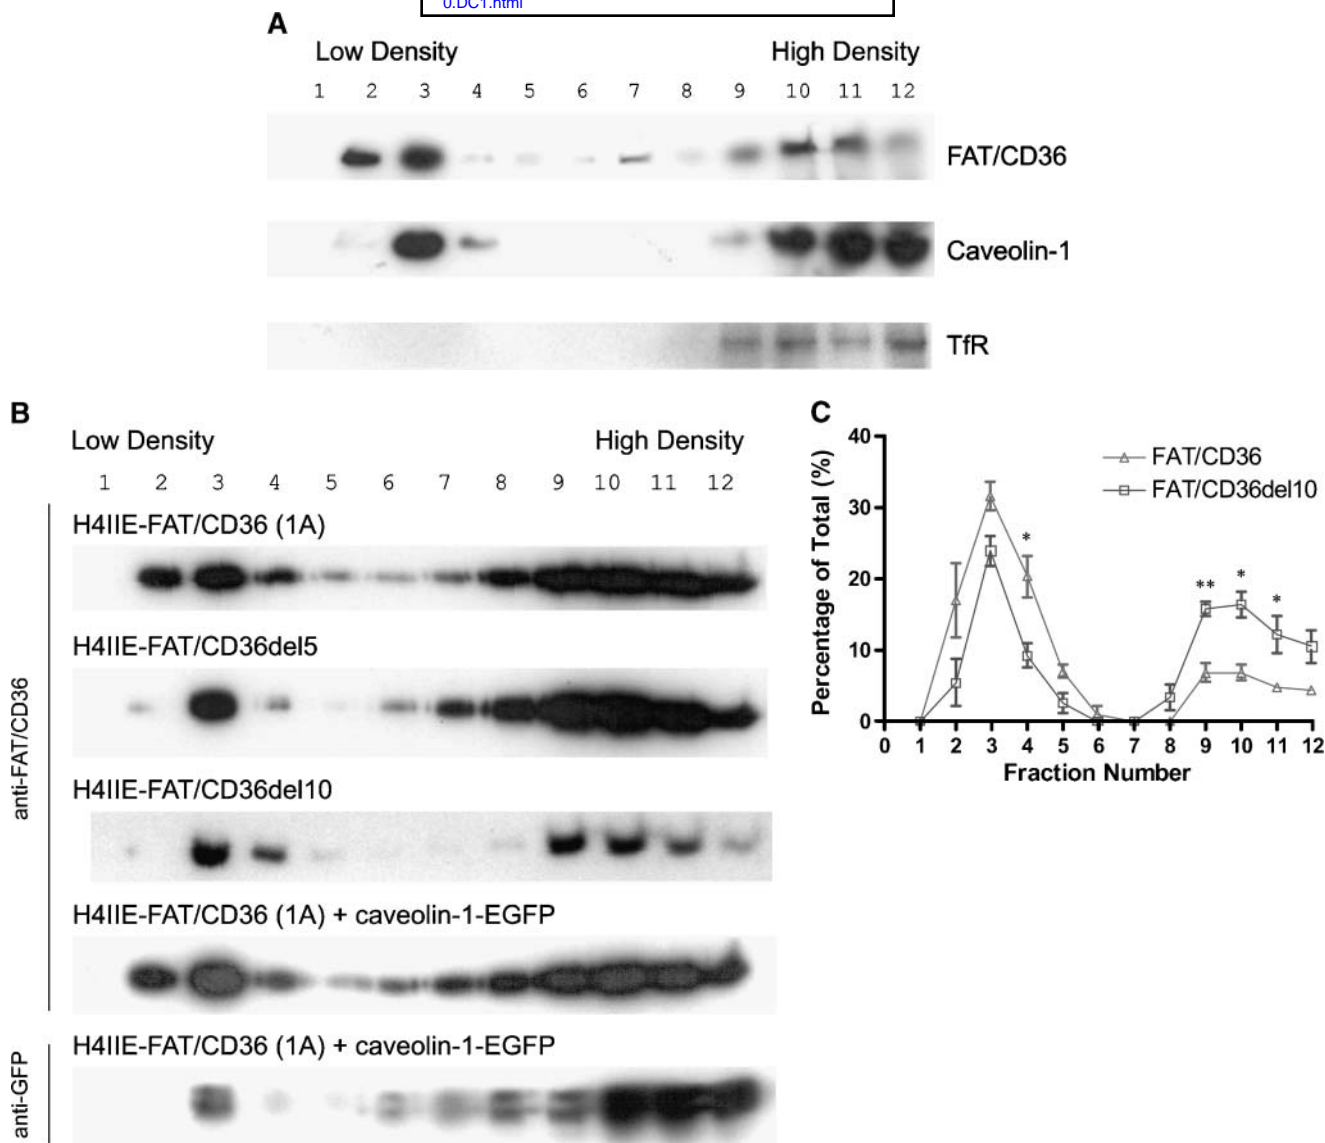 0.DC1.html
A
Low Density High Density
1 2 3 4 5 6 7 8 9 10 11 12
FAT/CD36
Caveolin-1
TfR
B
Low Density High Density
1 2 3 4 5 6 7 8 9 10 11 12
anti-FAT/CD36
H4IIE-FAT/CD36 (1A)
H4IIE-FAT/CD36del5
H4IIE-FAT/CD36del10
H4IIE-FAT/CD36 (1A) + caveolin-1-EGFP
anti-GFP
H4IIE-FAT/CD36 (1A) + caveolin-1-EGFP
C
Percentage of Total (%)
40
30
20
10
0
FAT/CD36
FAT/CD36del10
*
** * *
0 1 2 3 4 5 6 7 8 9 10 11 12
Fraction Number